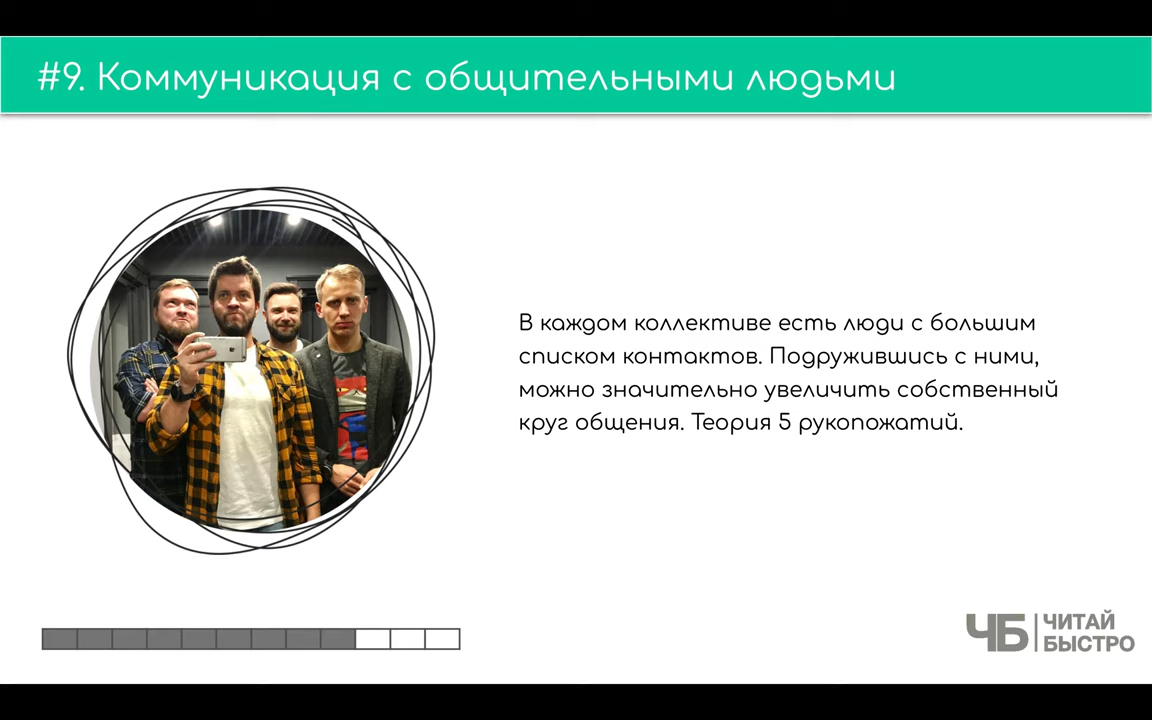 #9. Коммуникация с общительными людьми
В каждом коллективе есть люди с большим
списком контактов. Подружившись с ними,
можно значительно увеличить собственный
круг общения. Теория 5 рукопожатий.
ЧБ ЧИТАЙ
БЫСТРО